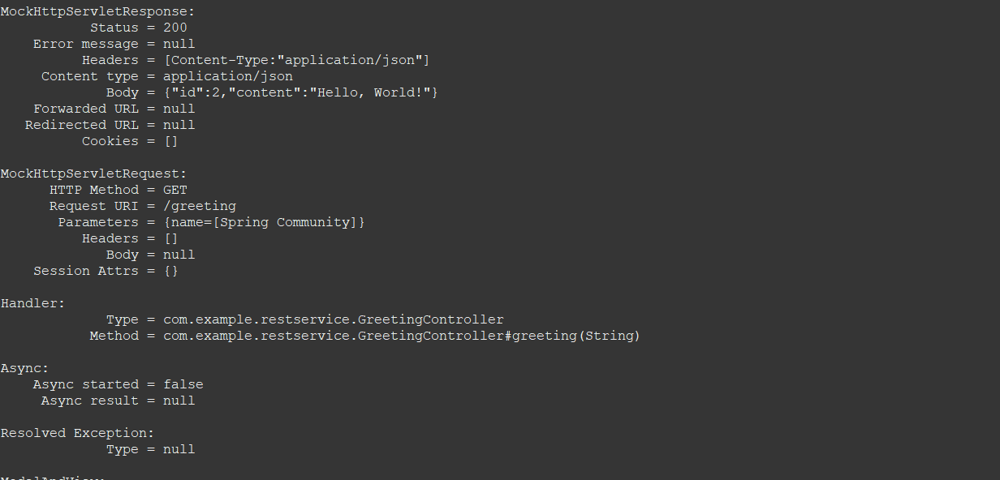 MockHttpServletResponse:
Status = 200
Error message = null
Headers = [Content-Type:"application/json"]
Content type = application/json
Body = {"id":2,"content":"Hello, World!"}
Forwarded URL = null
Redirected URL = null
Cookies = []
MockHttpServletRequest:
HTTP Method = GET
Request URI = /greeting
Parameters = {name=[Spring Community]}
Headers = []
Body = null
Session Attrs = {}
Handler:
Type = com.example.restservice.GreetingController
Method = com.example.restservice.GreetingController#greeting(String)
Async:
Async started = false
Async result = null
Resolved Exception:
Type = null
ModelAndView: